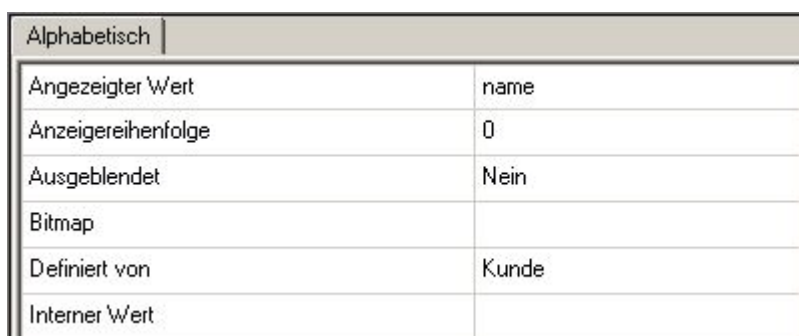 Alphabetisch
Angezeigter Wert name
Anzeigereihenfolge 0
Ausgeblendet Nein
Bitmap
Definiert von Kunde
Interner Wert